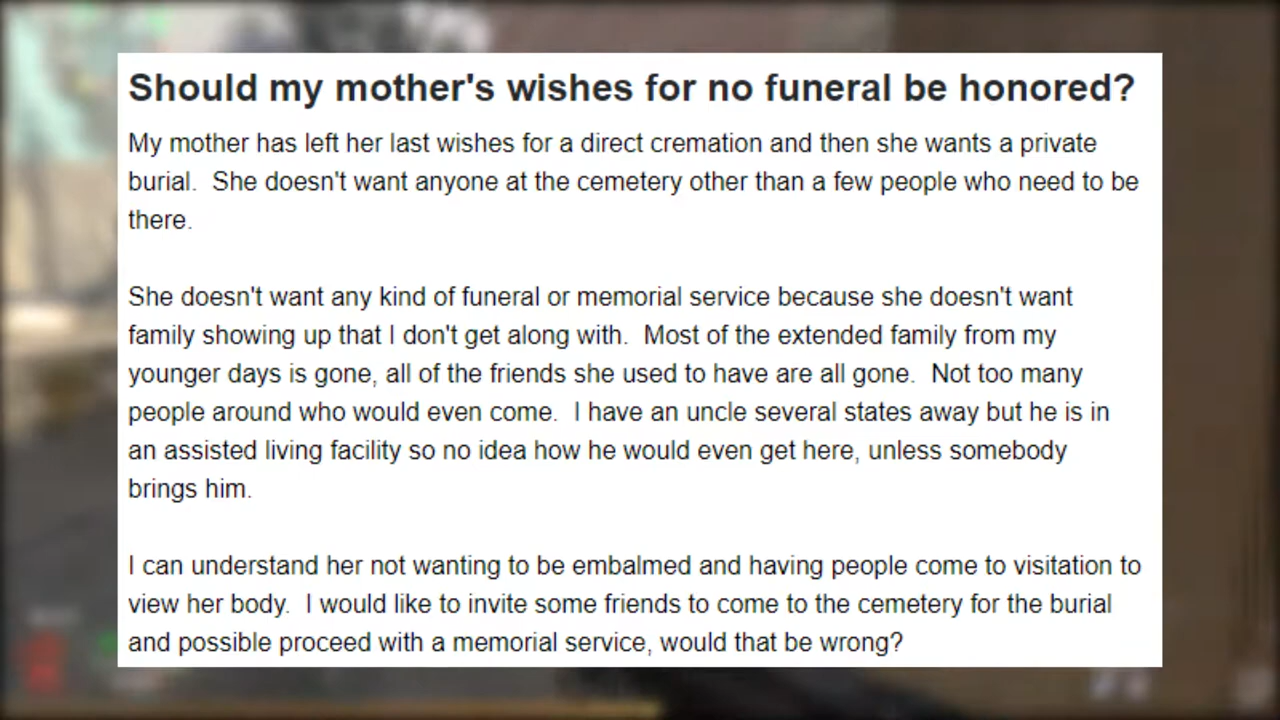 Should my mother's wishes for no funeral be honored?
My mother has left her last wishes for a direct cremation and then she wants a private
burial.  She doesn't want anyone at the cemetery other than a few people who need to be
there.
She doesn't want any kind of funeral or memorial service because she doesn't want
family showing up that I don't get along with.  Most of the extended family from my
younger days is gone, all of the friends she used to have are all gone.  Not too many
people around who would even come.  I have an uncle several states away but he is in
an assisted living facility so no idea how he would even get here, unless somebody
brings him.
I can understand her not wanting to be embalmed and having people come to visitation to
view her body.  I would like to invite some friends to come to the cemetery for the burial
and possible proceed with a memorial service, would that be wrong?